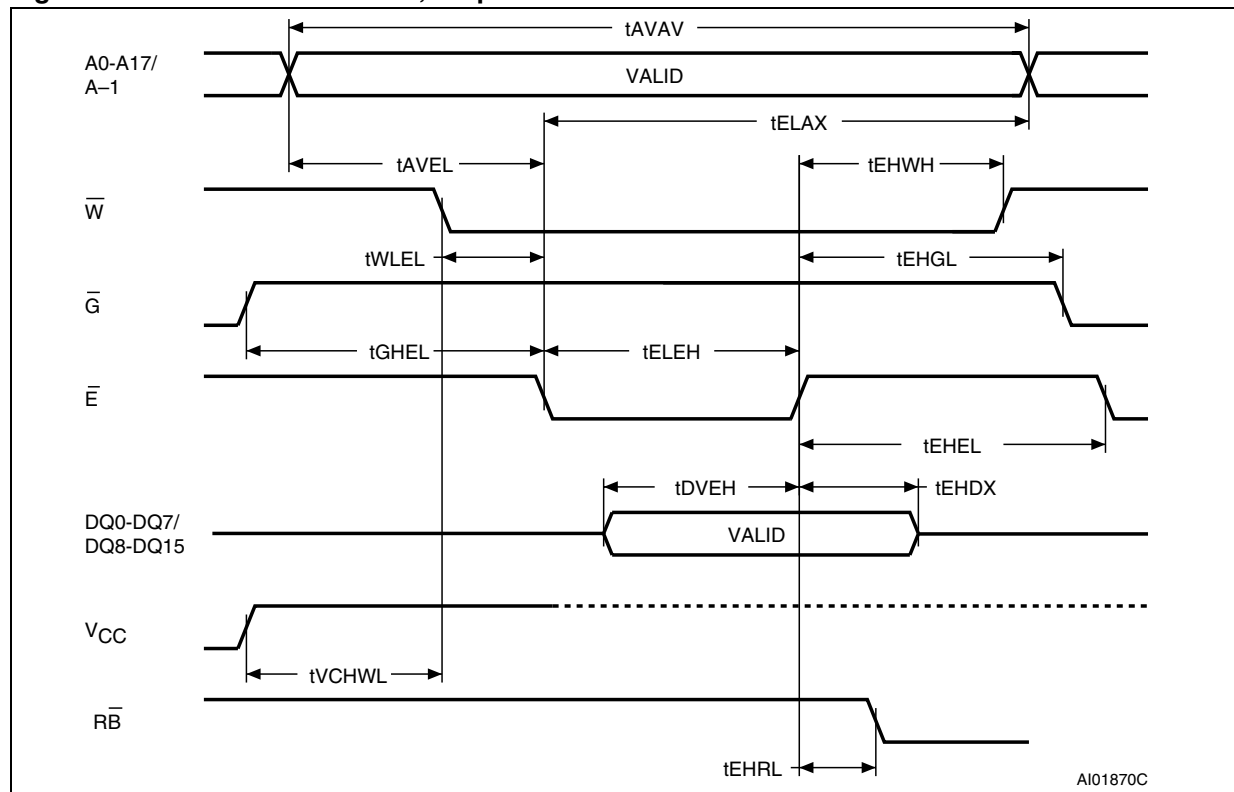 tAVAV
A0-A17/
A–1
VALID
tELAX
tAVEL
tEHWH
W̅
tWLEL
tEHGL
G̅
tGHEL
tELEH
E̅
tEHEL
tDVEH
tEHDX
DQ0-DQ7/
DQ8-DQ15
VALID
VCC
tVCHWL
RB̅
tEHRL
AI01870C